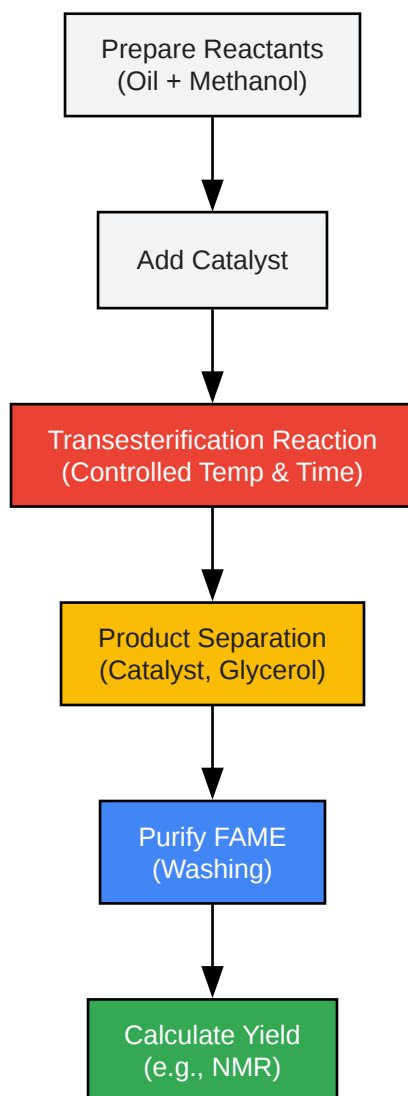 Prepare Reactants
(Oil + Methanol)
Add Catalyst
Transesterification Reaction
(Controlled Temp & Time)
Product Separation
(Catalyst, Glycerol)
Purify FAME
(Washing)
Calculate Yield
(e.g., NMR)